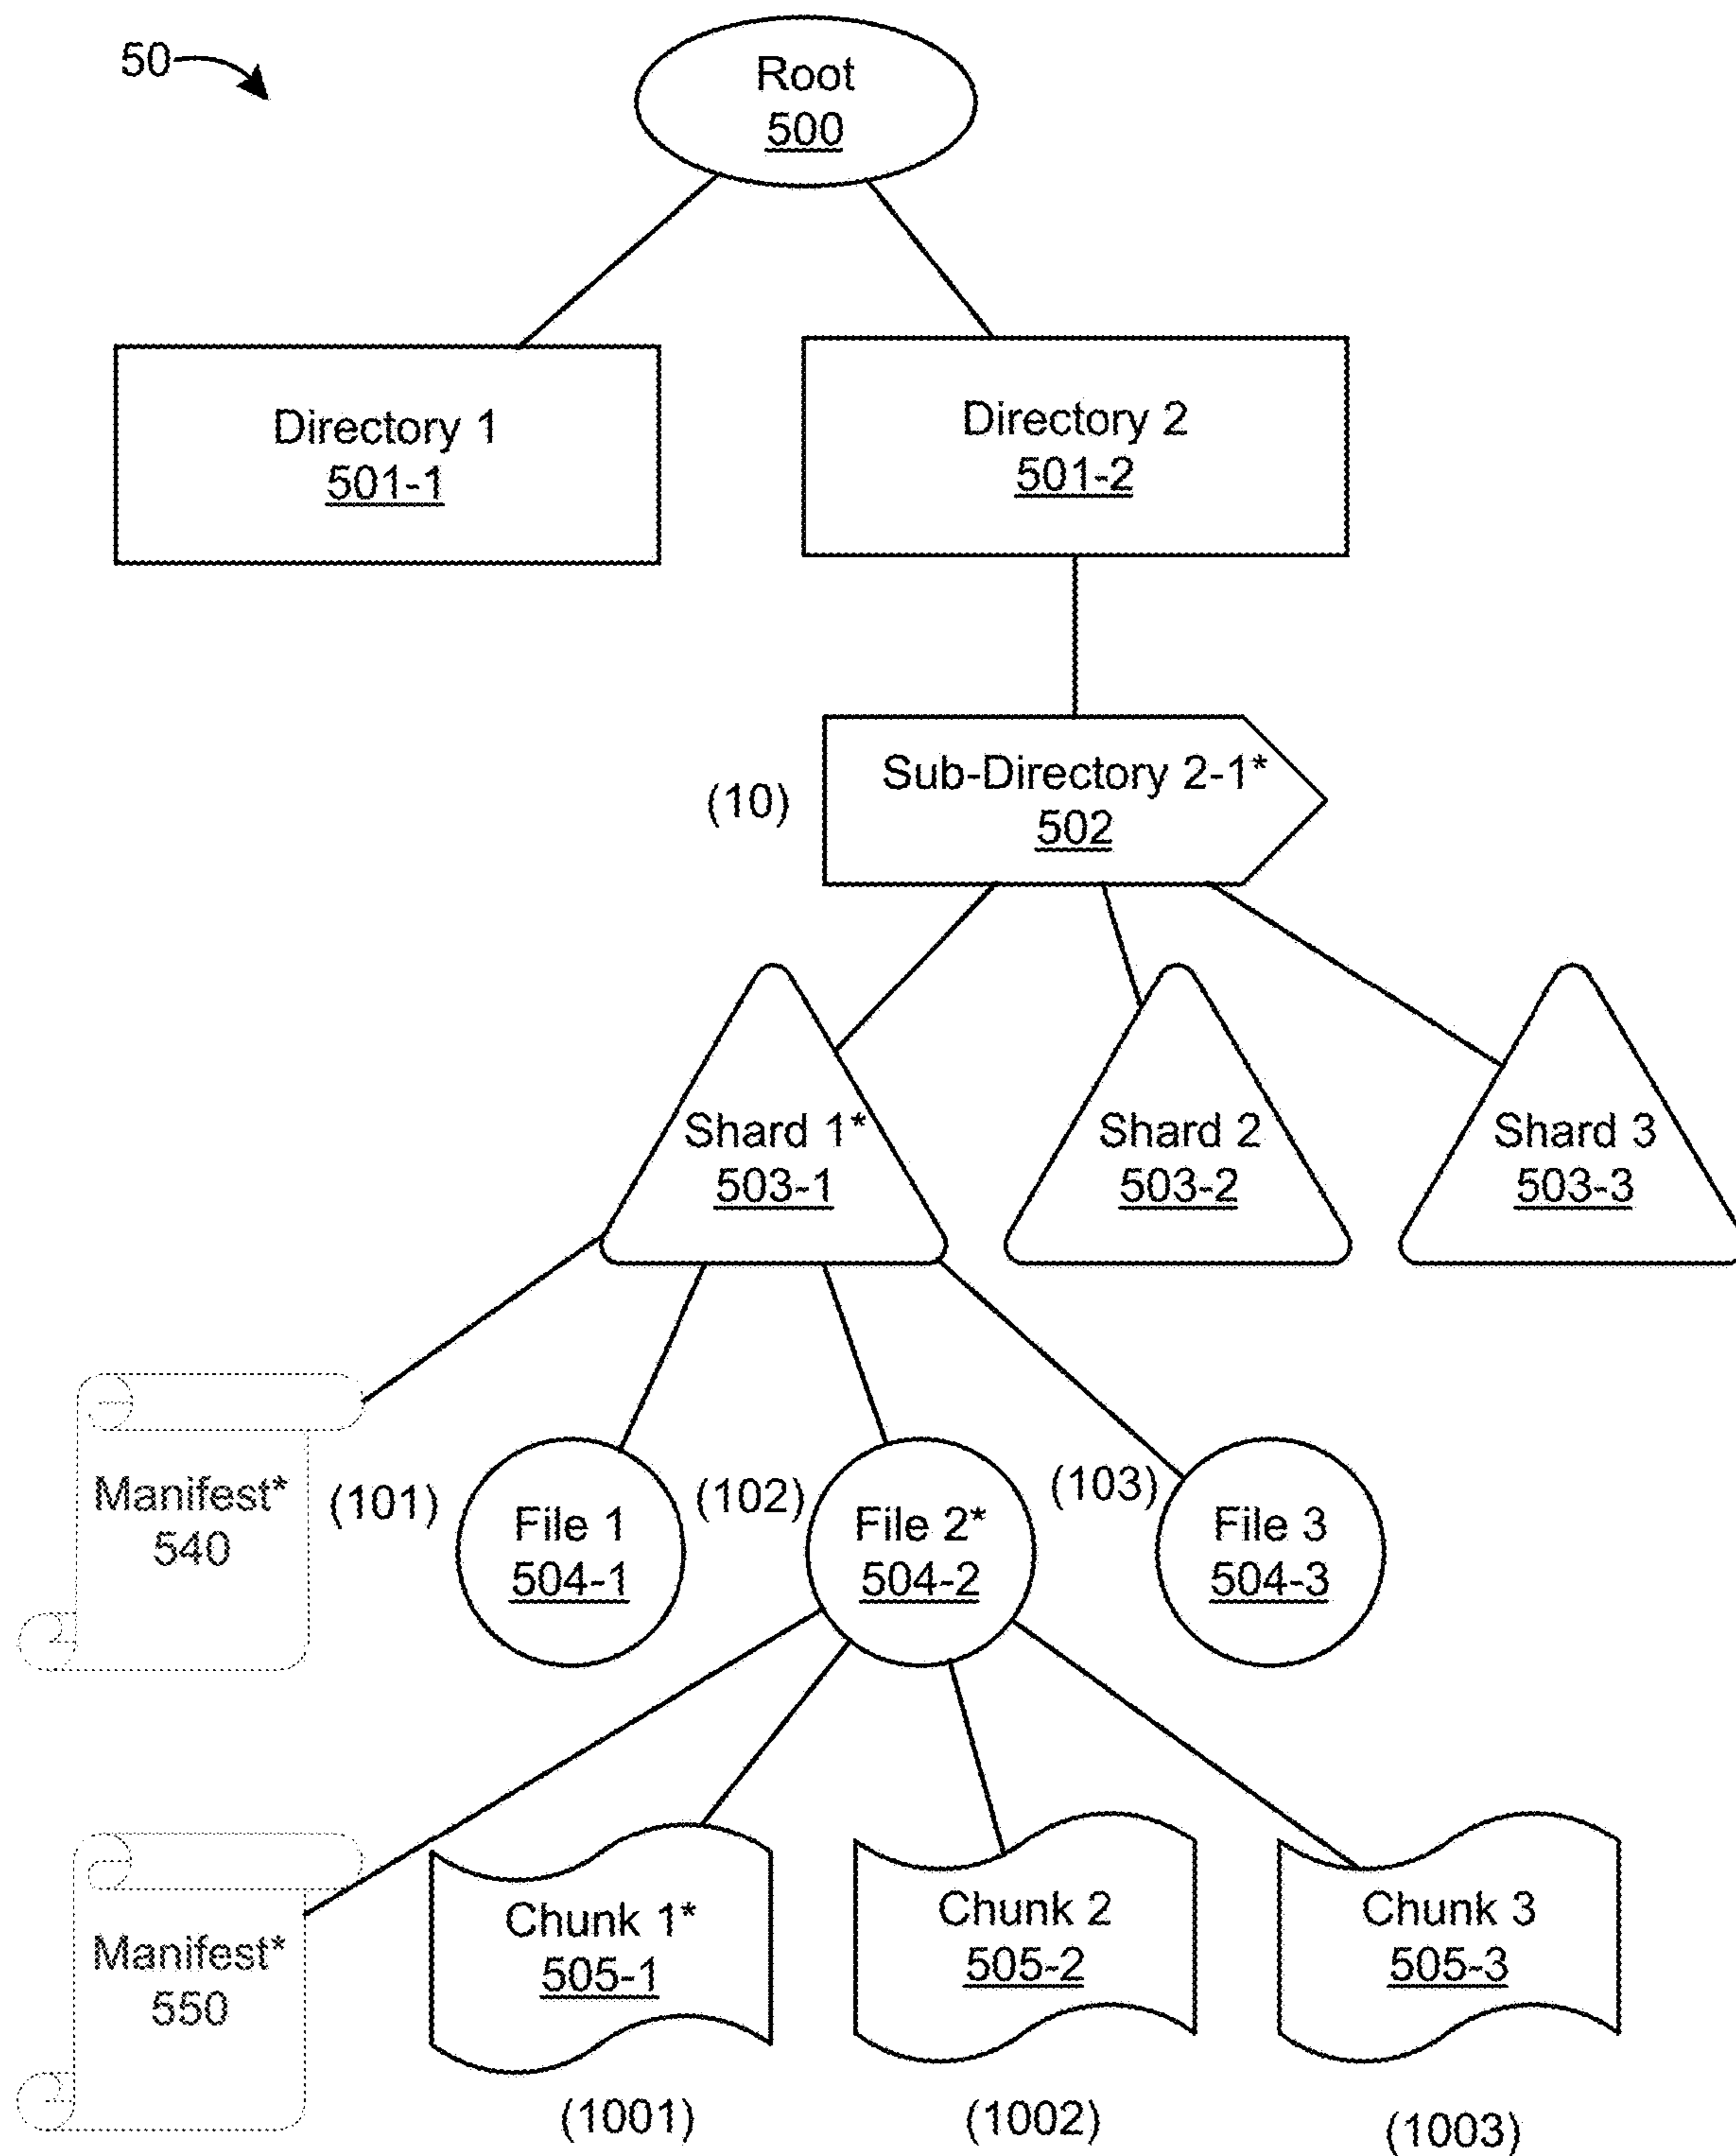 50
Root
500
Directory 1
501-1
Directory 2
501-2
(10)
Sub-Directory 2-1*
502
Shard 1*
503-1
Shard 2
503-2
Shard 3
503-3
Manifest*
540
(101)
File 1
504-1
(102)
File 2*
504-2
(103)
File 3
504-3
Manifest*
550
Chunk 1*
505-1
Chunk 2
505-2
Chunk 3
505-3
(1001)
(1002)
(1003)